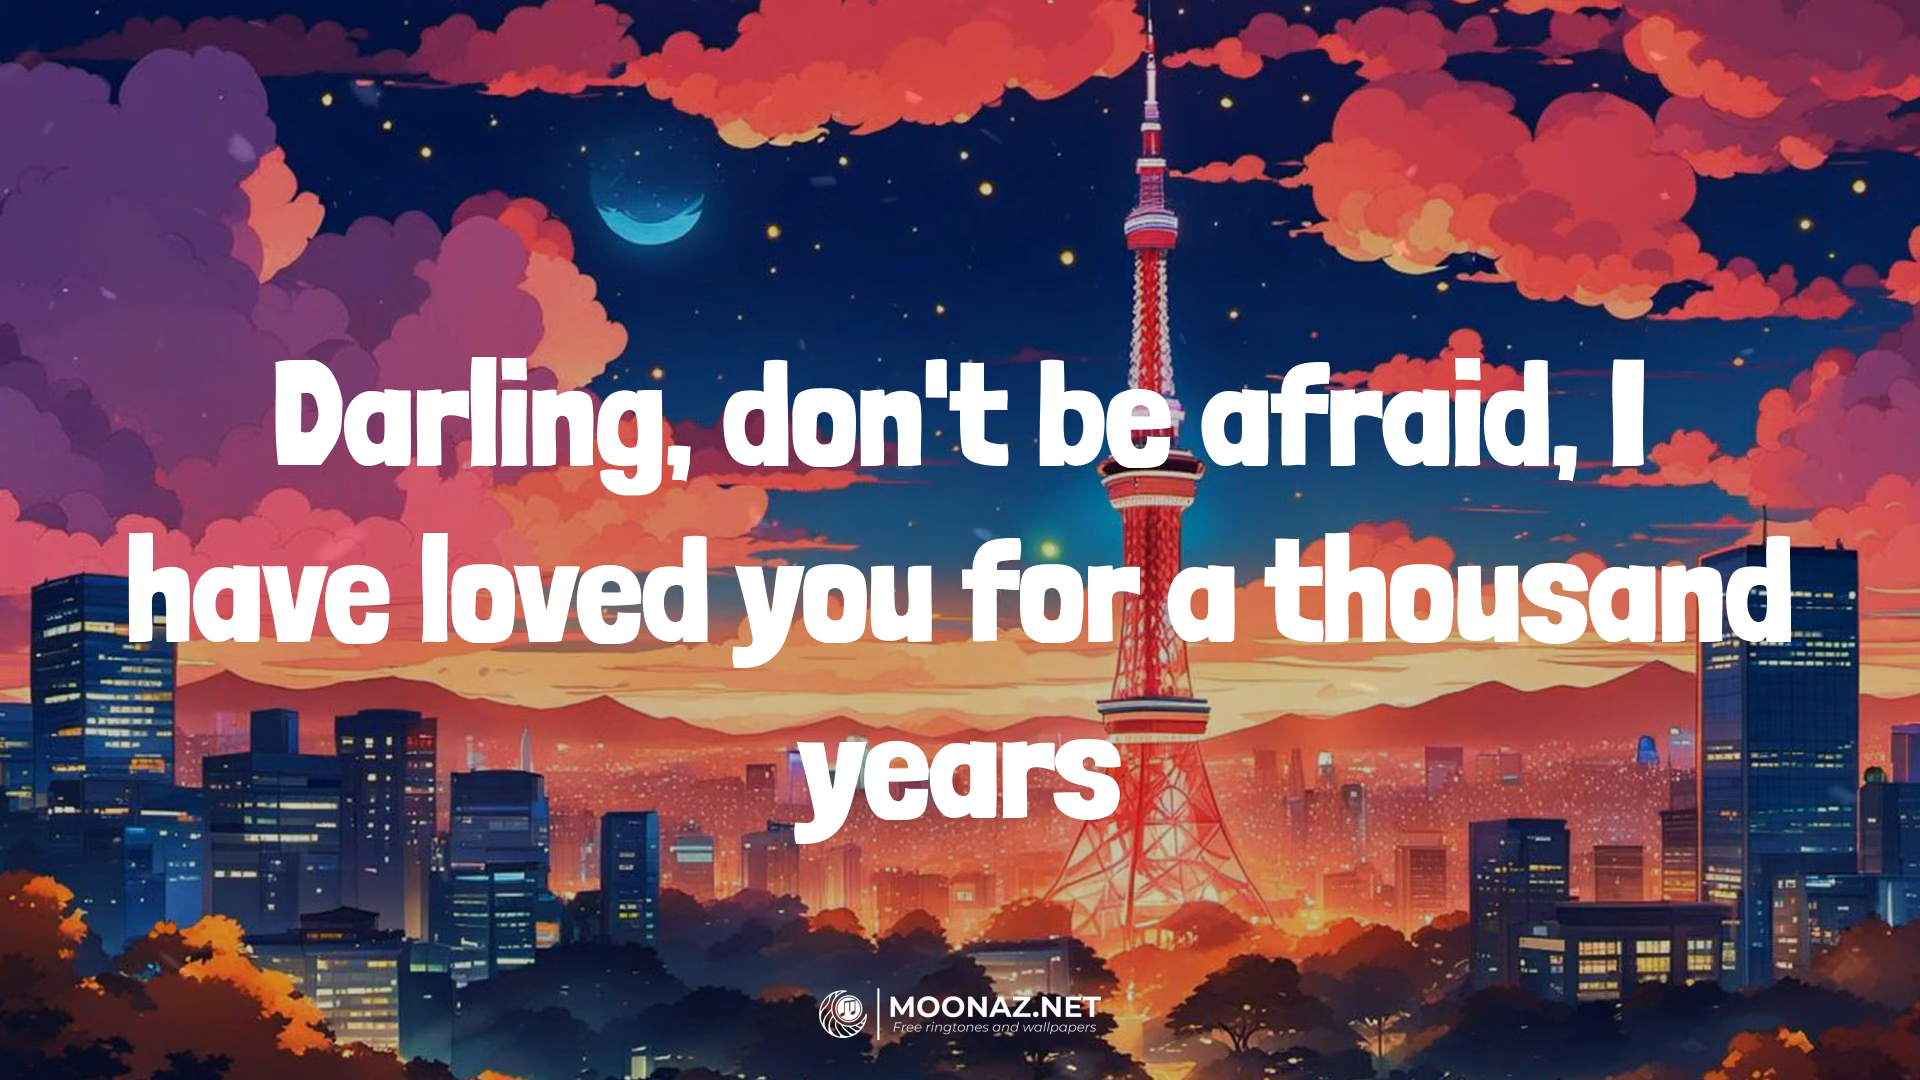 Darling, don't be afraid, I
have loved you for a thousand
years
MOONAZ.NET
Free ringtones and wallpapers